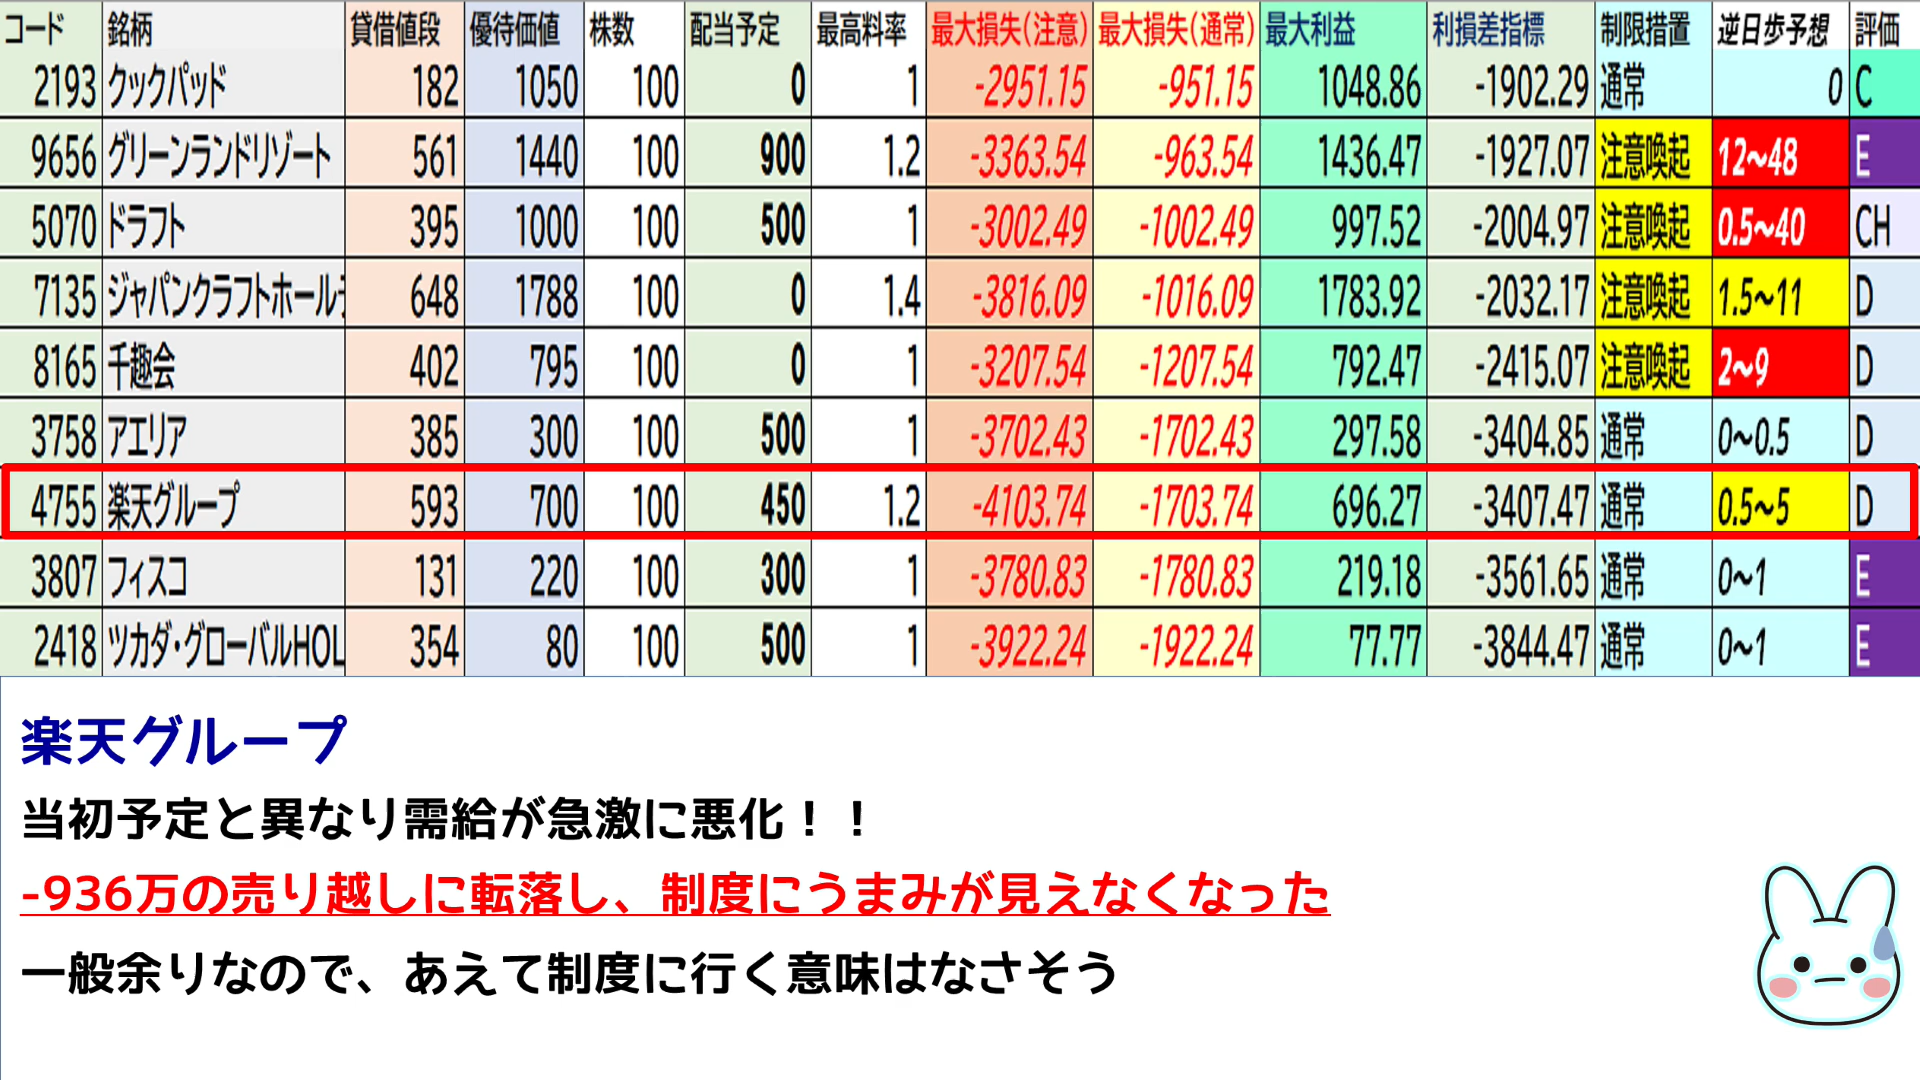 コード 銘柄 貸借値段 優待価値 株数 配当予定 最高料率 最大損失(注意) 最大損失(通常) 最大利益 利損差指標 制限措置 逆日歩予想 評価
2193 クックパッド 182 1050 100 0 1 -2951.15 -951.15 1048.86 -1902.29 通常 0 C
9656 グリーンランドリゾート 561 1440 100 900 1.2 -3363.54 -963.54 1436.47 -1927.07 注意喚起 12～48 E
5070 ドラフト 395 1000 100 500 1 -3002.49 -1002.49 997.52 -2004.97 注意喚起 0.5～40 CH
7135 ジャパンクラフトホール 648 1788 100 0 1.4 -3816.09 -1016.09 1783.92 -2032.17 注意喚起 1.5～11 D
8165 千趣会 402 795 100 0 1 -3207.54 -1207.54 792.47 -2415.07 注意喚起 2～9 D
3758 アエリア 385 300 100 500 1 -3702.43 -1702.43 297.58 -3404.85 通常 0～0.5 D
4755 楽天グループ 593 700 100 450 1.2 -4103.74 -1703.74 696.27 -3407.47 通常 0.5～5 D
3807 フィスコ 131 220 100 300 1 -3780.83 -1780.83 219.18 -3561.65 通常 0～1 E
2418 ツカダ・グローバルHOL 354 80 100 500 1 -3922.24 -1922.24 77.77 -3844.47 通常 0～1 E
楽天グループ
当初予定と異なり需給が急激に悪化！！
-936万の売り越しに転落し、制度にうまみが見えなくなった
一般余りなので、あえて制度に行く意味はなさそう